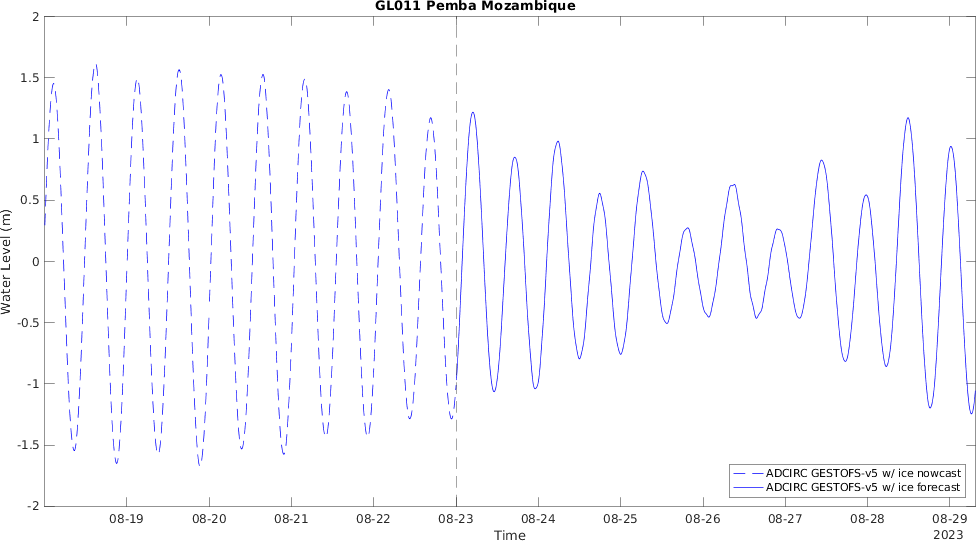 GL011 Pemba Mozambique
2
1.5
1
0.5
0
-0.5
-1
-1.5
-2
Water Level (m)
ADCIRC GESTOFS-v5 w/ ice nowcast
ADCIRC GESTOFS-v5 w/ ice forecast
08-19 08-20 08-21 08-22 08-23 08-24 08-25 08-26 08-27 08-28 08-29
2023
Time